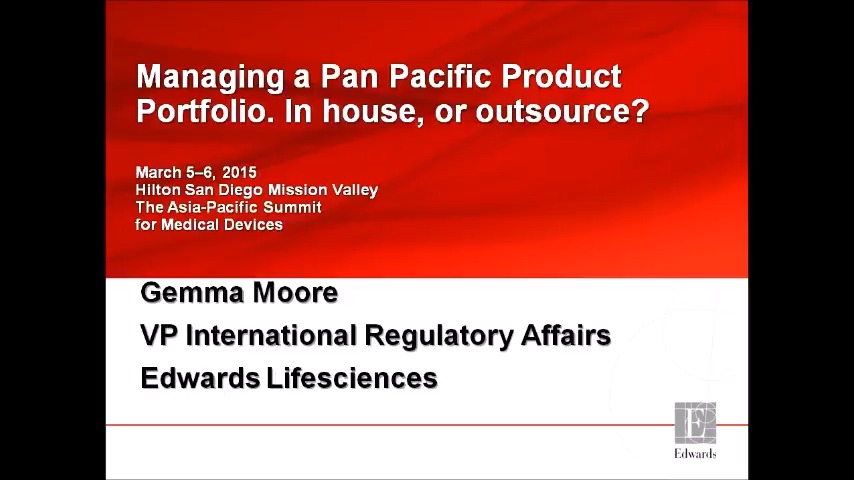 Managing a Pan Pacific Product
Portfolio. In house, or outsource?
March 5–6, 2015
Hilton San Diego Mission Valley
The Asia-Pacific Summit
for Medical Devices
Gemma Moore
VP International Regulatory Affairs
Edwards Lifesciences
E
Edwards